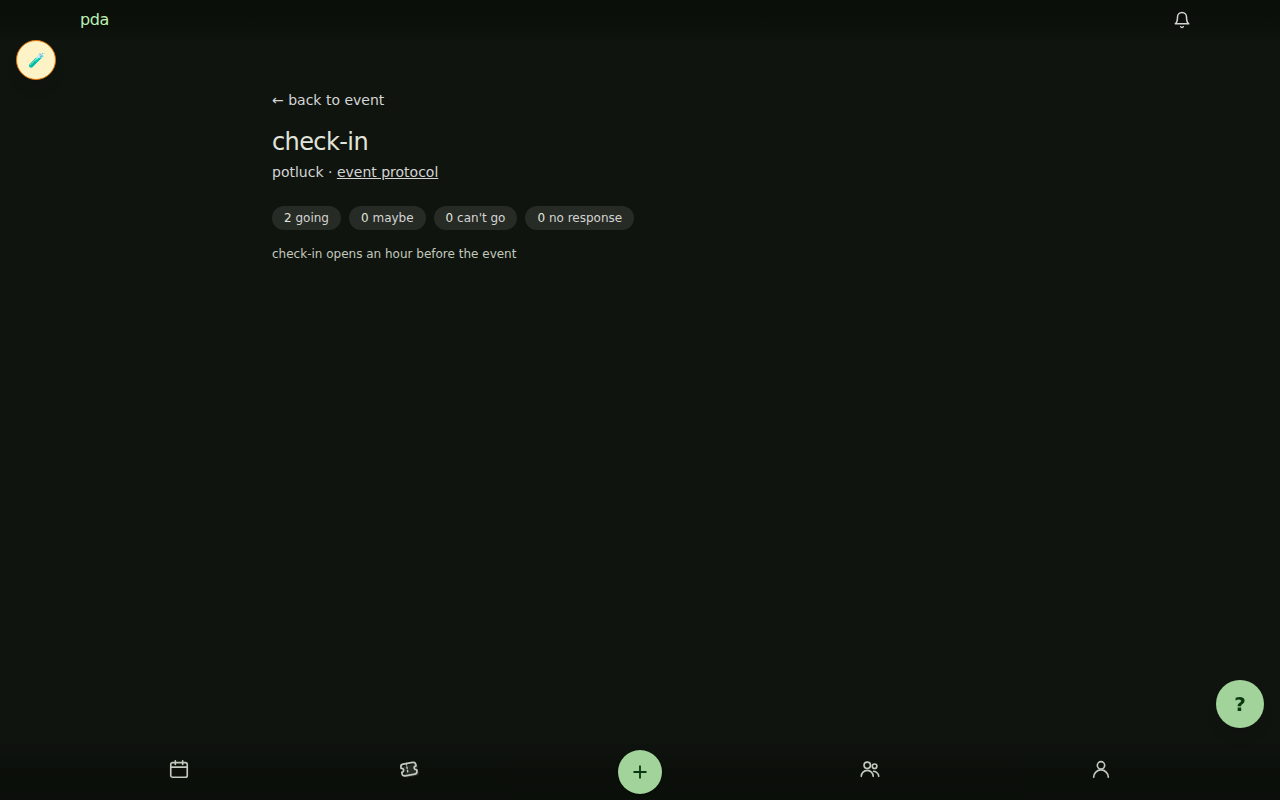 pda
← back to event
check-in
potluck · event protocol
2 going 0 maybe 0 can't go 0 no response
check-in opens an hour before the event
?